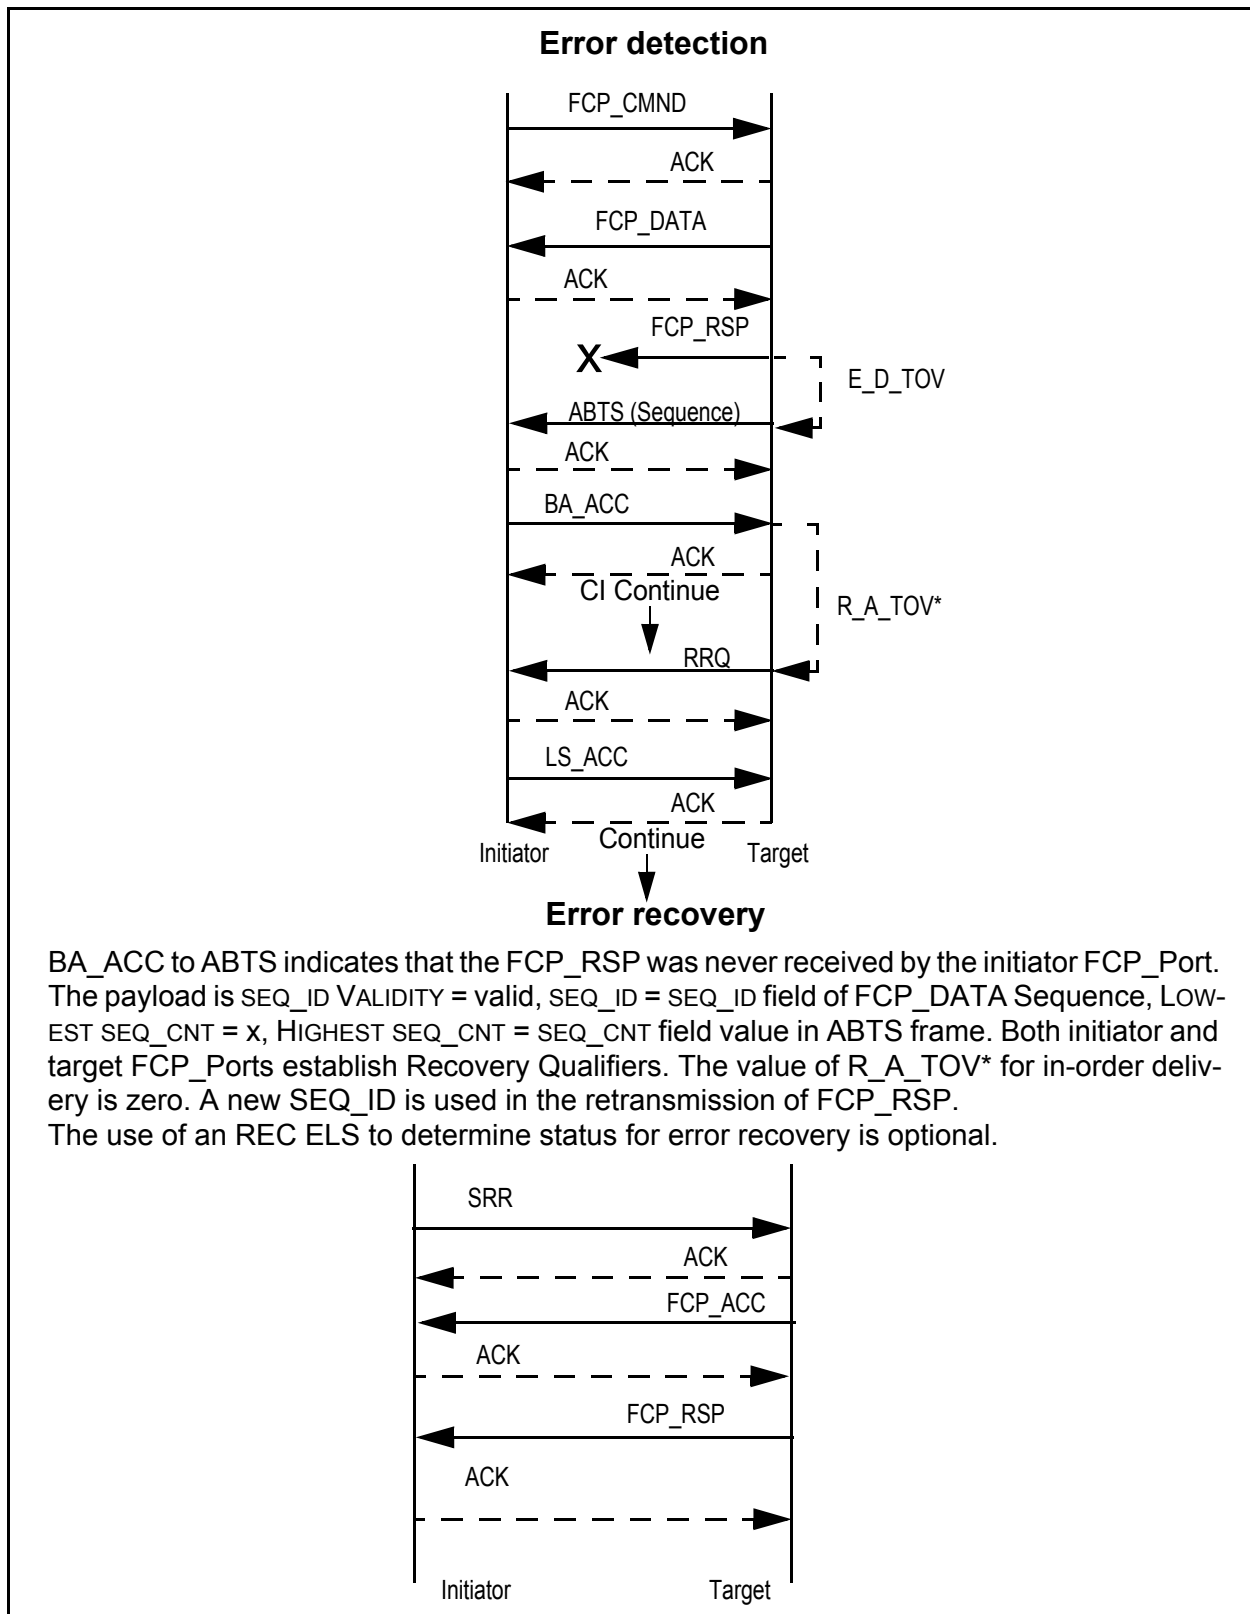 Error detection
FCP_CMND
ACK
FCP_DATA
ACK
FCP_RSP
X
E_D_TOV
ABTS (Sequence)
ACK
BA_ACC
ACK
CI Continue
R_A_TOV*
RRQ
ACK
LS_ACC
ACK
Continue
Initiator
Target
Error recovery
BA_ACC to ABTS indicates that the FCP_RSP was never received by the initiator FCP_Port.
The payload is SEQ_ID VALIDITY = valid, SEQ_ID = SEQ_ID field of FCP_DATA Sequence, LOW-
EST SEQ_CNT = x, HIGHEST SEQ_CNT = SEQ_CNT field value in ABTS frame. Both initiator and
target FCP_Ports establish Recovery Qualifiers. The value of R_A_TOV* for in-order deliv-
ery is zero. A new SEQ_ID is used in the retransmission of FCP_RSP.
The use of an REC ELS to determine status for error recovery is optional.
SRR
ACK
FCP_ACC
ACK
FCP_RSP
ACK
Initiator
Target